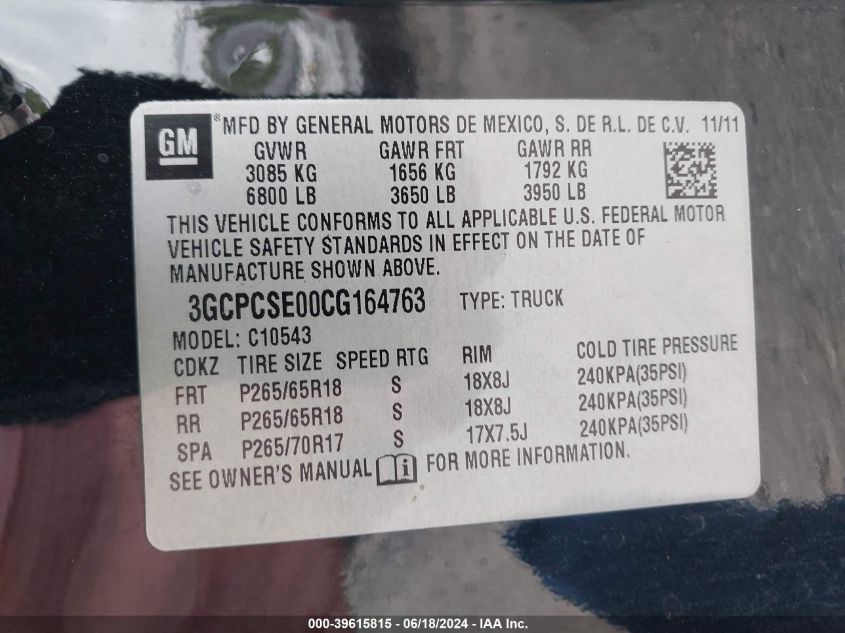 GM ® MFD BY GENERAL MOTORS DE MEXICO, S. DE R.L. DE C.V. 11/11
GVWR GAWR FRT GAWR RR
3085 KG 1656 KG 1792 KG
6800 LB 3650 LB 3950 LB
THIS VEHICLE CONFORMS TO ALL APPLICABLE U.S. FEDERAL MOTOR
VEHICLE SAFETY STANDARDS IN EFFECT ON THE DATE OF
MANUFACTURE SHOWN ABOVE.
3GCPCSE00CG164763 TYPE: TRUCK
MODEL: C10543
CDKZ TIRE SIZE SPEED RTG RIM COLD TIRE PRESSURE
FRT P265/65R18 S 18X8J 240KPA(35PSI)
RR P265/65R18 S 18X8J 240KPA(35PSI)
SPA P265/70R17 S 17X7.5J 240KPA(35PSI)
SEE OWNER'S MANUAL i FOR MORE INFORMATION.
000-39615815 - 06/18/2024 - IAA Inc.